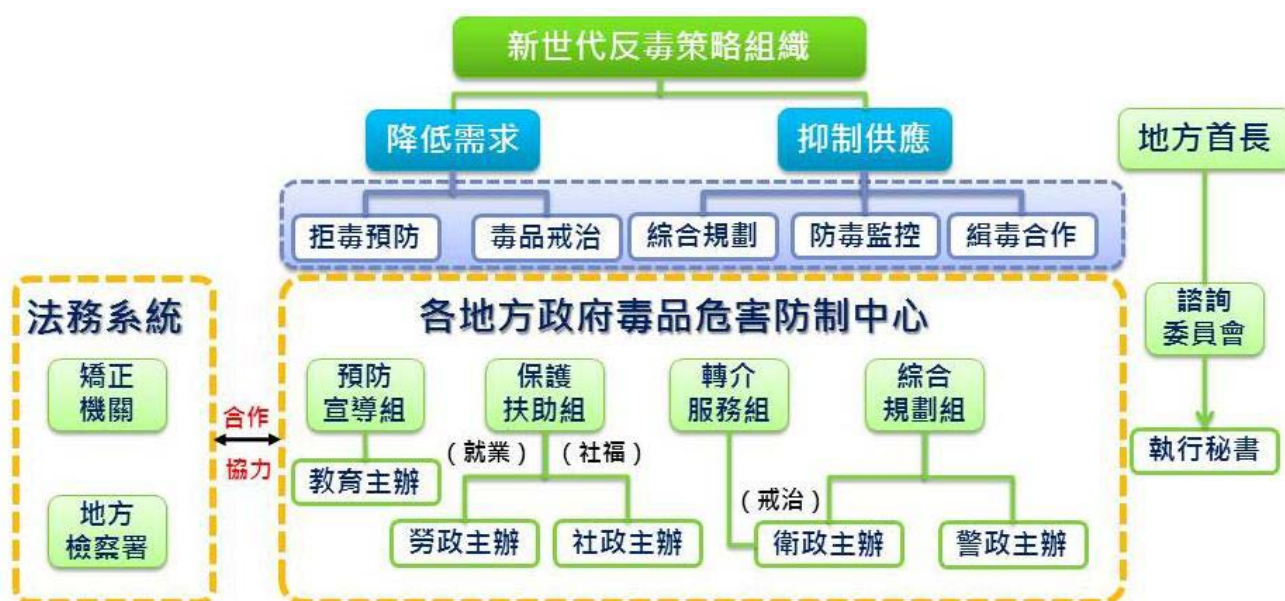 新世代反毒策略組織
降低需求
抑制供應
地方首長
拒毒預防
毒品戒治
綜合規劃
防毒監控
緝毒合作
法務系統
各地方政府毒品危害防制中心
諮詢
委員會
矯正
機關
預防
宣導組
保護
扶助組
轉介
服務組
綜合
規劃組
合作
協力
(就業)
(社福)
執行秘書
教育主辦
地方
檢察署
(戒治)
勞政主辦
社政主辦
衛政主辦
警政主辦